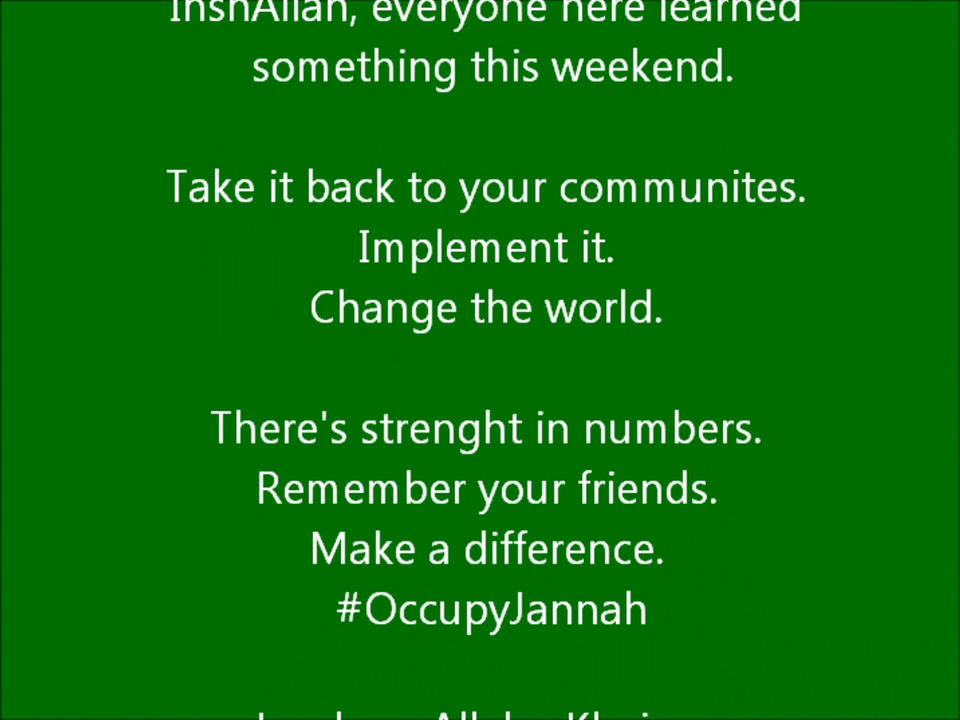 InshAllah, everyone here learned
something this weekend.
Take it back to your communites.
Implement it.
Change the world.
There's strenght in numbers.
Remember your friends.
Make a difference.
#OccupyJannah